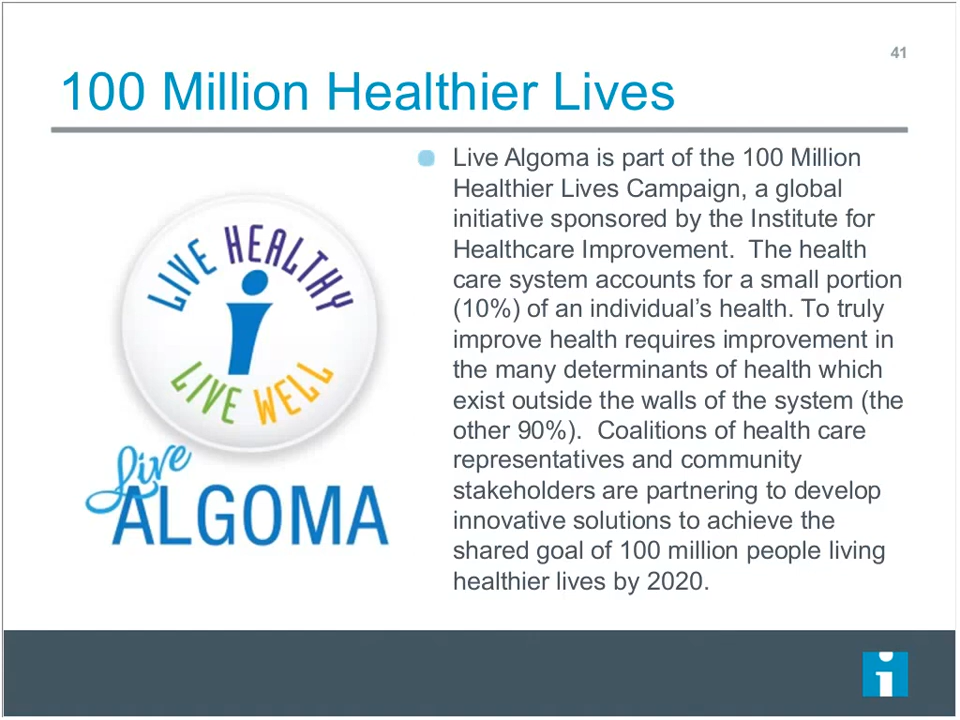 41
100 Million Healthier Lives
Live Algoma is part of the 100 Million
Healthier Lives Campaign, a global
initiative sponsored by the Institute for
Healthcare Improvement.  The health
care system accounts for a small portion
(10%) of an individual’s health. To truly
improve health requires improvement in
the many determinants of health which
exist outside the walls of the system (the
other 90%).  Coalitions of health care
representatives and community
stakeholders are partnering to develop
innovative solutions to achieve the
shared goal of 100 million people living
healthier lives by 2020.
LIVE HEALTHY
i
LIVE WELL
Live
ALGOMA
i